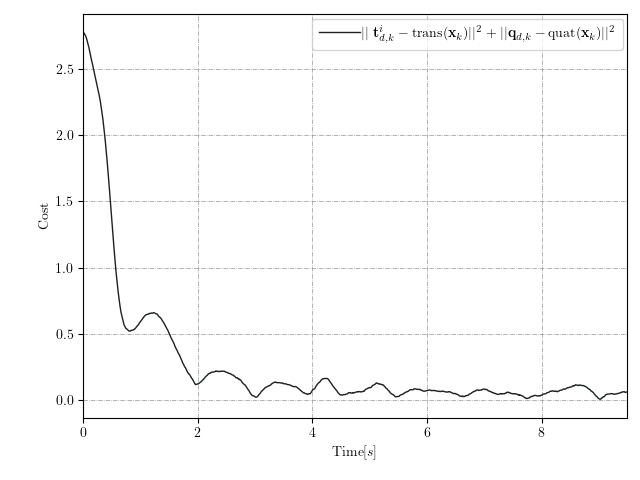 || t^i_{d,k} − trans(x_k)||^2 + ||q_{d,k} − quat(x_k)||^2
2.5
2.0
1.5
1.0
0.5
0.0
Cost
0 2 4 6 8
Time[s]